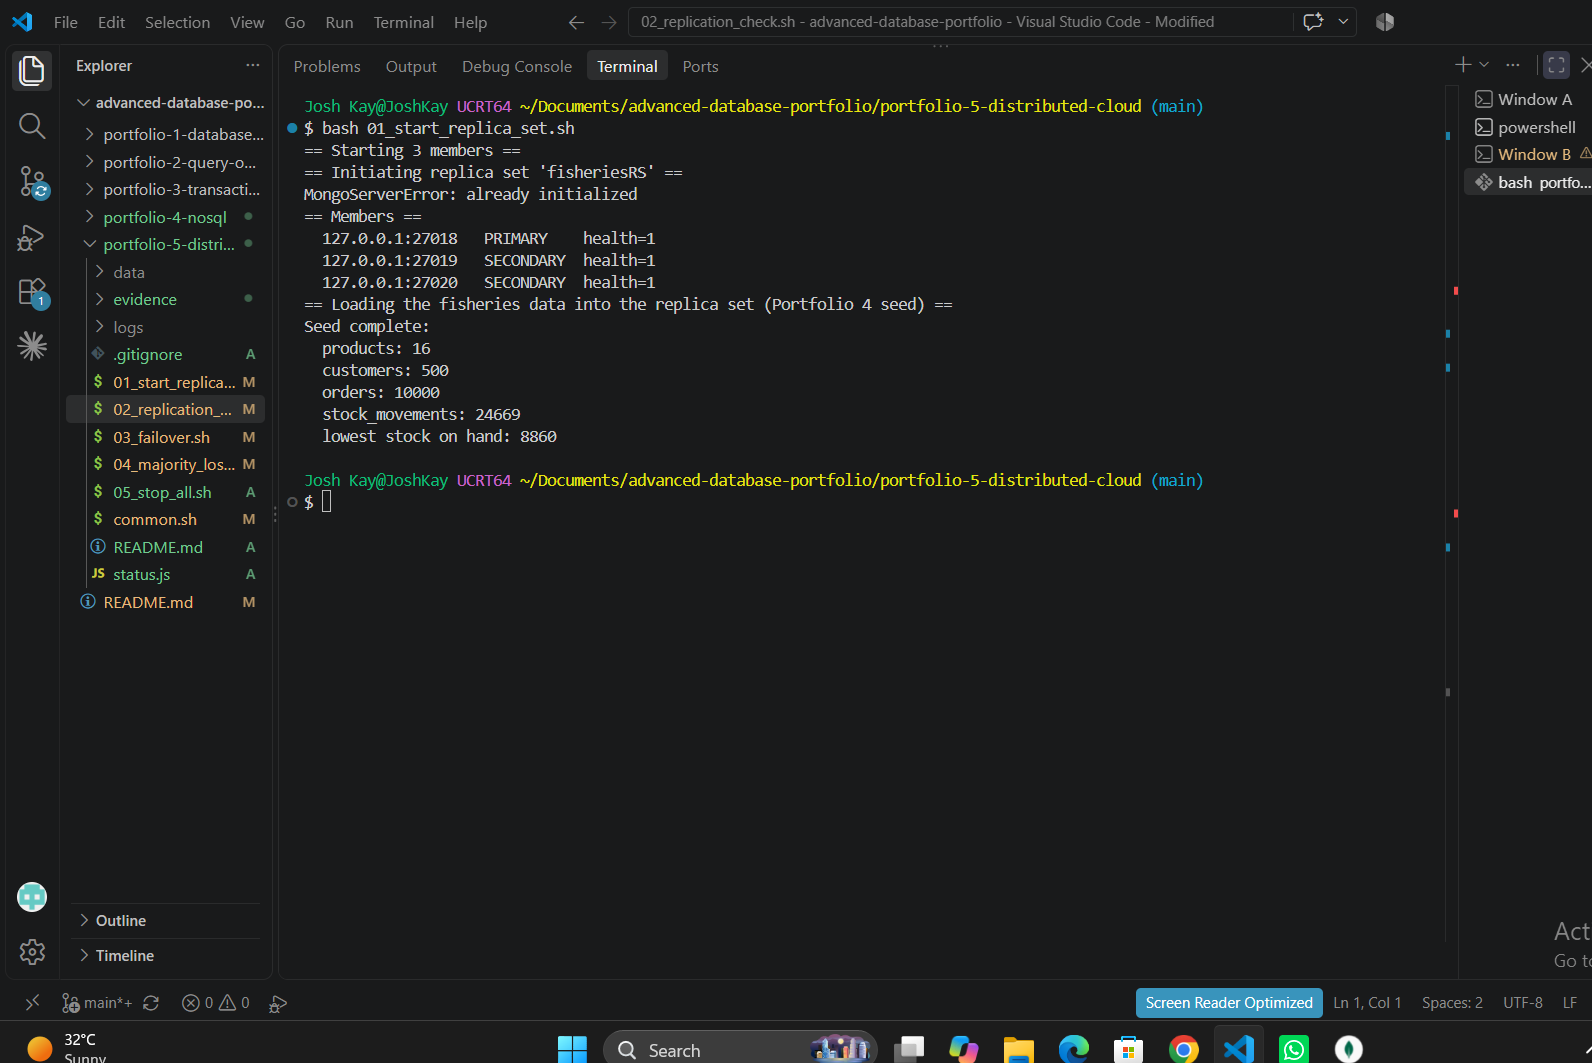 File Edit Selection View Go Run Terminal Help
02_replication_check.sh - advanced-database-portfolio - Visual Studio Code - Modified
Explorer
advanced-database-po...
portfolio-1-database...
portfolio-2-query-o...
portfolio-3-transacti...
portfolio-4-nosql
portfolio-5-distri...
data
evidence
logs
.gitignore A
$ 01_start_replica... M
$ 02_replication_... M
$ 03_failover.sh M
$ 04_majority_los... M
$ 05_stop_all.sh A
$ common.sh M
README.md A
JS status.js A
README.md M
1
Outline
Timeline
Problems Output Debug Console Terminal Ports
Josh Kay@JoshKay UCRT64 ~/Documents/advanced-database-portfolio/portfolio-5-distributed-cloud (main)
$ bash 01_start_replica_set.sh
== Starting 3 members ==
== Initiating replica set 'fisheriesRS' ==
MongoServerError: already initialized
== Members ==
127.0.0.1:27018 PRIMARY health=1
127.0.0.1:27019 SECONDARY health=1
127.0.0.1:27020 SECONDARY health=1
== Loading the fisheries data into the replica set (Portfolio 4 seed) ==
Seed complete:
products: 16
customers: 500
orders: 10000
stock_movements: 24669
lowest stock on hand: 8860
Josh Kay@JoshKay UCRT64 ~/Documents/advanced-database-portfolio/portfolio-5-distributed-cloud (main)
$
Window A
powershell
Window B
bash portfo...
Act
Go to
main*+ 0 0
Screen Reader Optimized Ln 1, Col 1 Spaces: 2 UTF-8 LF
32°C
Sunny
Search